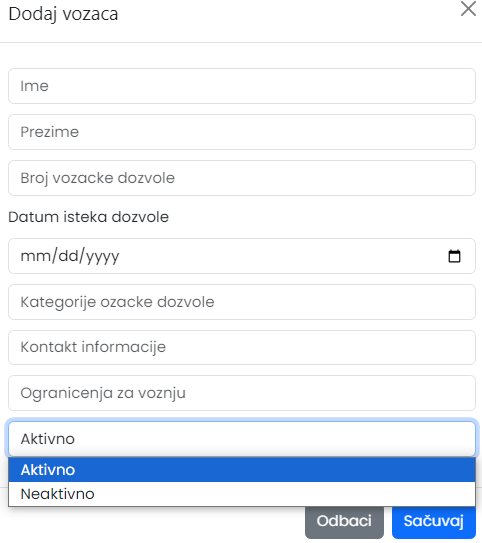 Dodaj vozaca
Ime
Prezime
Broj vozacke dozvole
Datum isteka dozvole
mm/dd/yyyy
Kategorije ozacke dozvole
Kontakt informacije
Ogranicenja za voznju
Aktivno
Aktivno
Neaktivno
Odbaci Sačuvaj